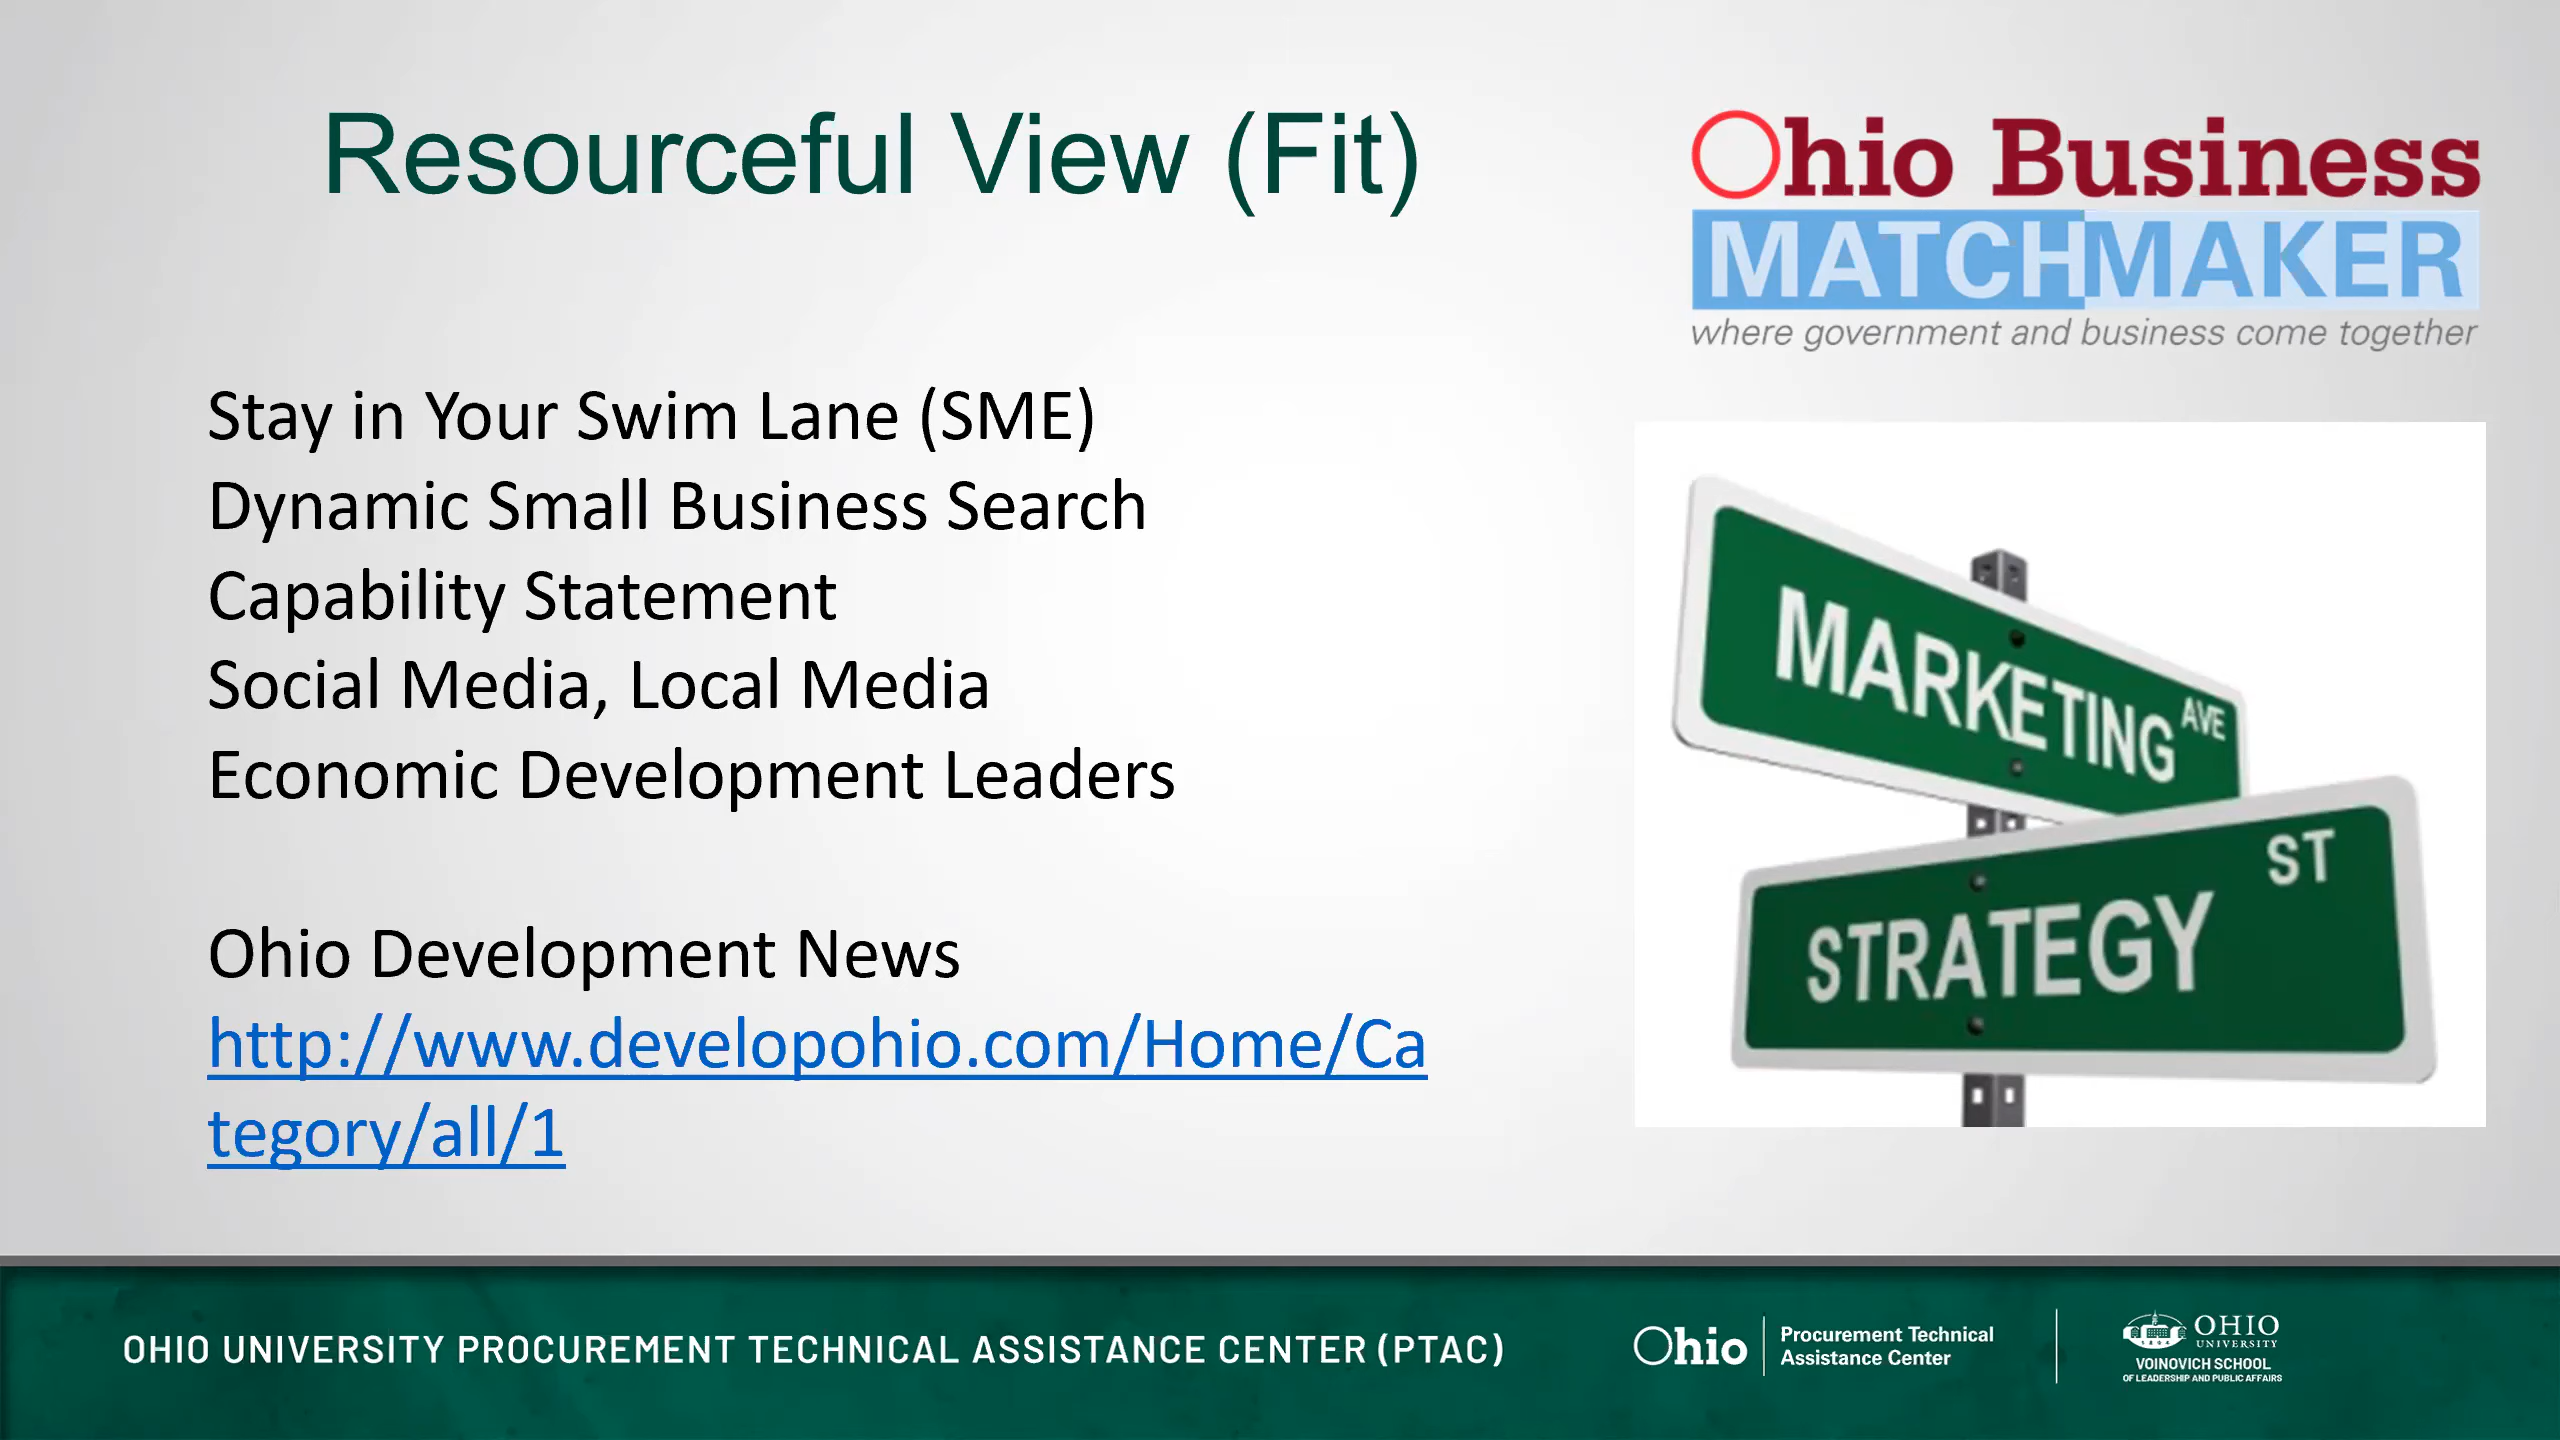 Resourceful View (Fit)
Ohio Business
MATCHMAKER
where government and business come together
Stay in Your Swim Lane (SME)
Dynamic Small Business Search
Capability Statement
Social Media, Local Media
Economic Development Leaders
Ohio Development News
http://www.developohio.com/Home/Ca
tegory/all/1
MARKETING AVE
STRATEGY ST
OHIO UNIVERSITY PROCUREMENT TECHNICAL ASSISTANCE CENTER (PTAC)
Ohio
Procurement Technical
Assistance Center
OHIO
UNIVERSITY
VOINOVICH SCHOOL
OF LEADERSHIP AND PUBLIC AFFAIRS